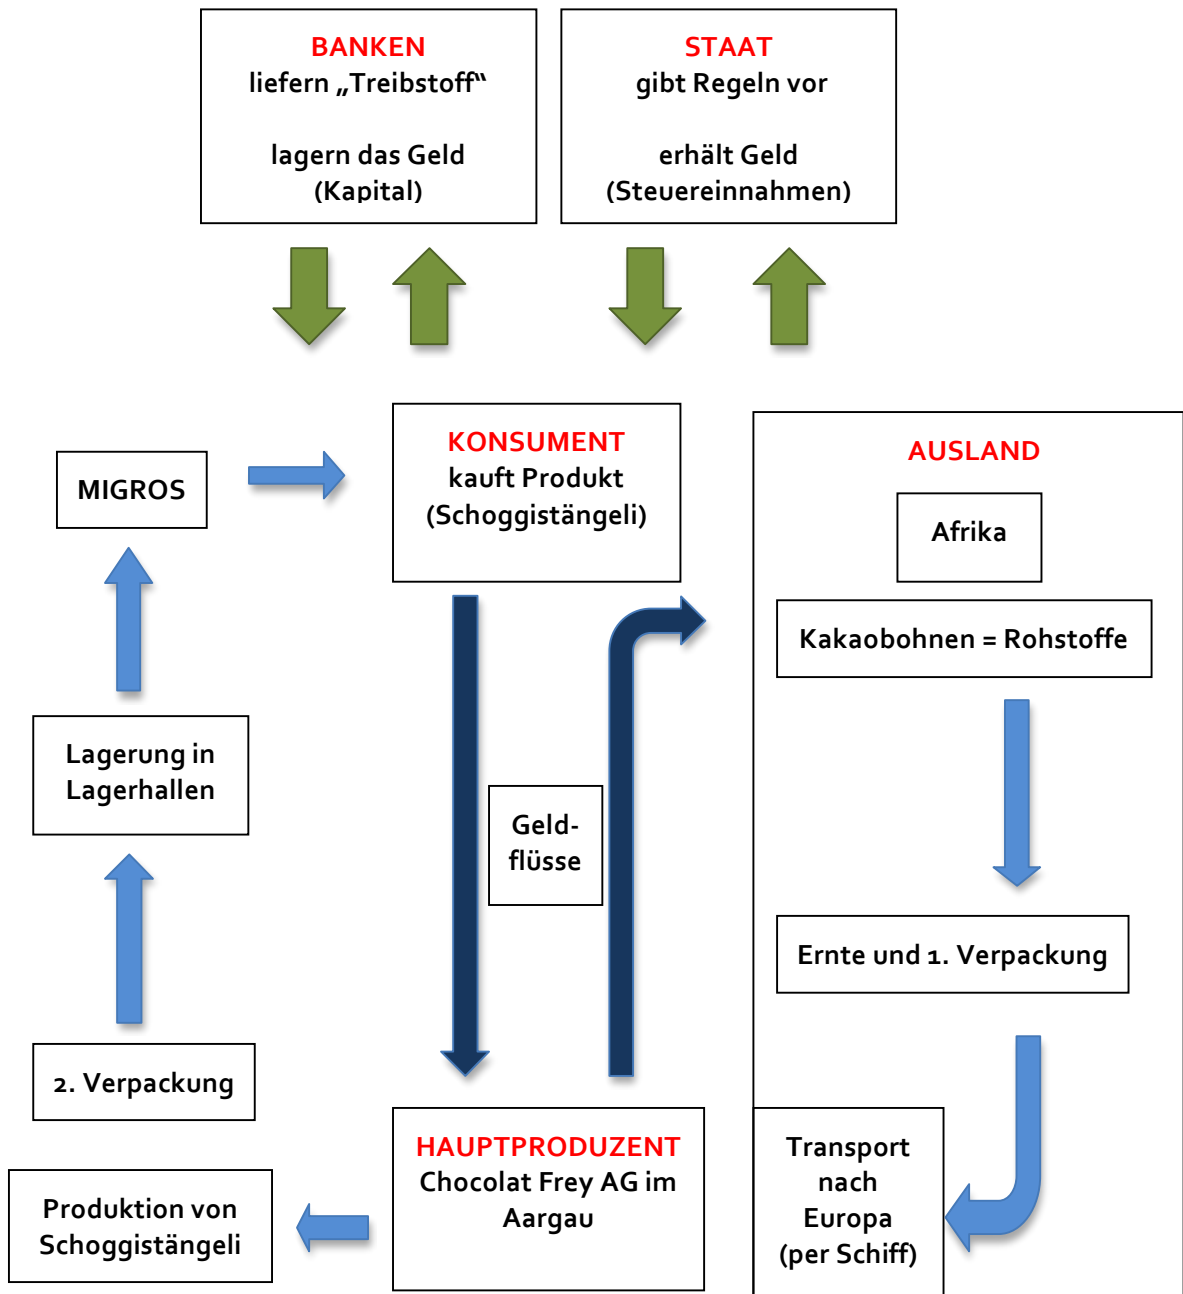 BANKEN
liefern „Treibstoff“
lagern das Geld
(Kapital)
STAAT
gibt Regeln vor
erhält Geld
(Steuereinnahmen)
KONSUMENT
kauft Produkt
(Schoggistängeli)
MIGROS
AUSLAND
Afrika
Kakaobohnen = Rohstoffe
Lagerung in
Lagerhallen
Geld-
flüsse
Ernte und 1. Verpackung
2. Verpackung
HAUPTPRODUZENT
Chocolat Frey AG im
Aargau
Transport
nach
Europa
(per Schiff)
Produktion von
Schoggistängeli